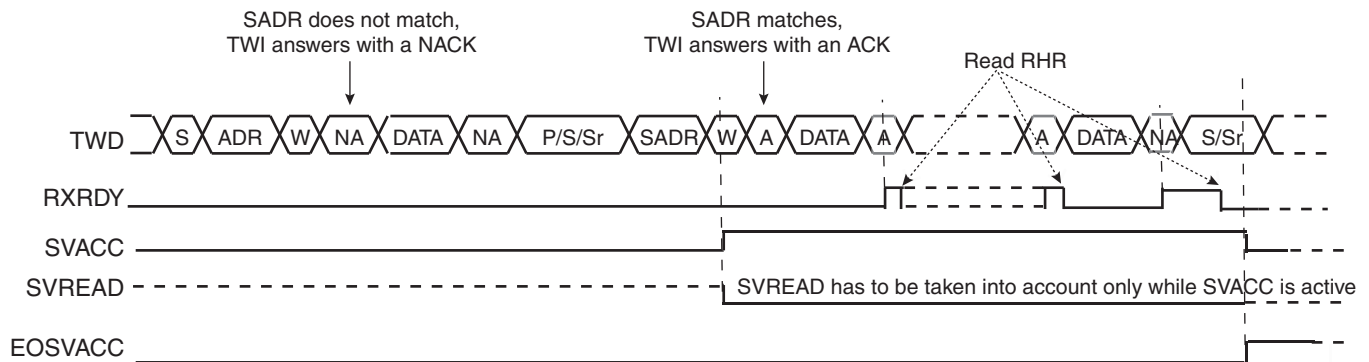 SADR does not match,
TWI answers with a NACK
SADR matches,
TWI answers with an ACK
Read RHR
TWD S ADR W NA DATA NA P/S/Sr SADR W A DATA A A DATA NA S/Sr
RXRDY
SVACC
SVREAD SVREAD has to be taken into account only while SVACC is active
EOSVACC